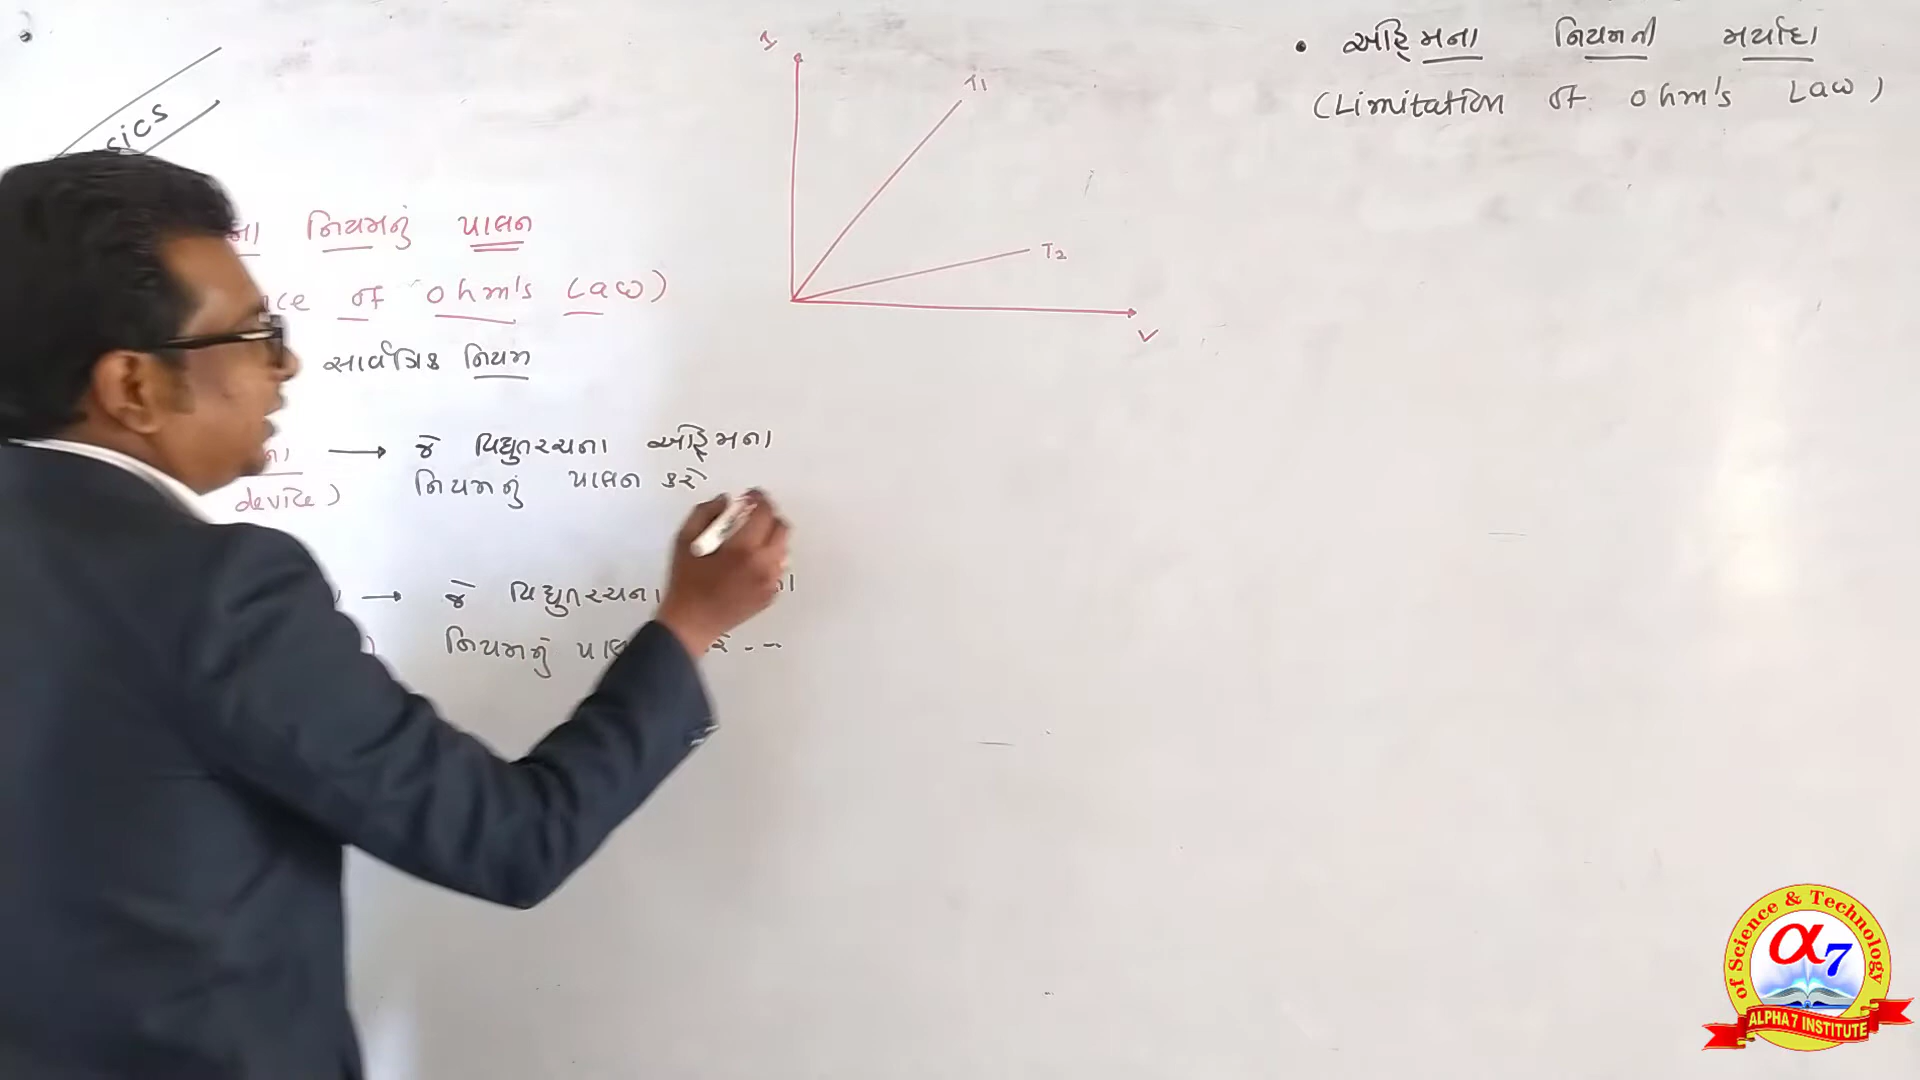 sics
ના નિયમનું પાલન
ce of ohm's Law)
સાર્વત્રિક નિયમ
ના → જે વિદ્યુતરચના ઓહ્મના
device) નિયમનું પાલન કરે
→ જે વિદ્યુતરચના ના
નિયમનું રે --
I
T1
T2
V
• ઓહ્મના નિયમની મર્યાદા
(Limitation of ohm's Law)
of Science & Technology
α7
ALPHA 7 INSTITUTE